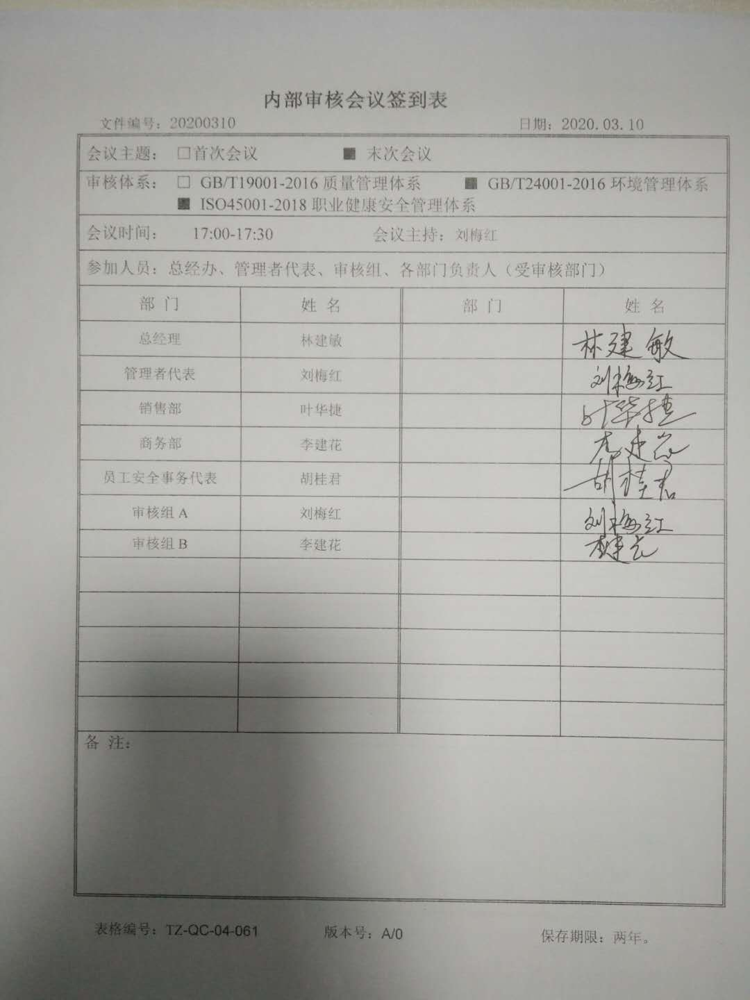 内部审核会议签到表
文件编号：20200310 日期：2020.03.10
会议主题： □首次会议 ■ 末次会议
审核体系： □ GB/T19001-2016 质量管理体系 ■ GB/T24001-2016 环境管理体系
■ ISO45001-2018 职业健康安全管理体系
会议时间： 17:00-17:30 会议主持：刘梅红
参加人员：总经办、管理者代表、审核组、各部门负责人（受审核部门）
部 门 姓 名 部 门 姓 名
总经理 林建敏 林建敏
管理者代表 刘梅红 刘梅红
销售部 叶华捷 叶华捷
商务部 李建花
员工安全事务代表 胡桂君 胡桂君
审核组 A 刘梅红 刘梅红
审核组 B 李建花
备 注：
表格编号：TZ-QC-04-061 版本号：A/0 保存期限：两年。